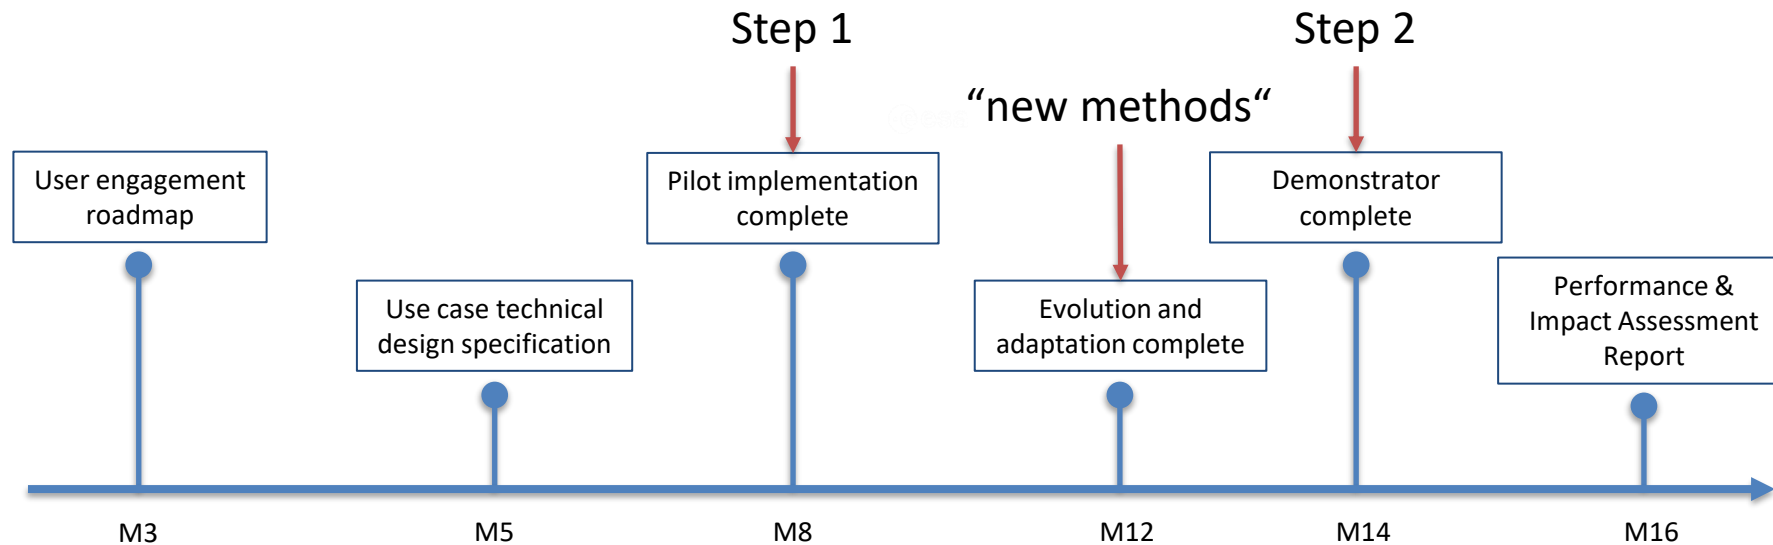 Step 1
Step 2
“new methods“
User engagement
roadmap
Pilot implementation
complete
Demonstrator
complete
Use case technical
design specification
Evolution and
adaptation complete
Performance &
Impact Assessment
Report
M3
M5
M8
M12
M14
M16